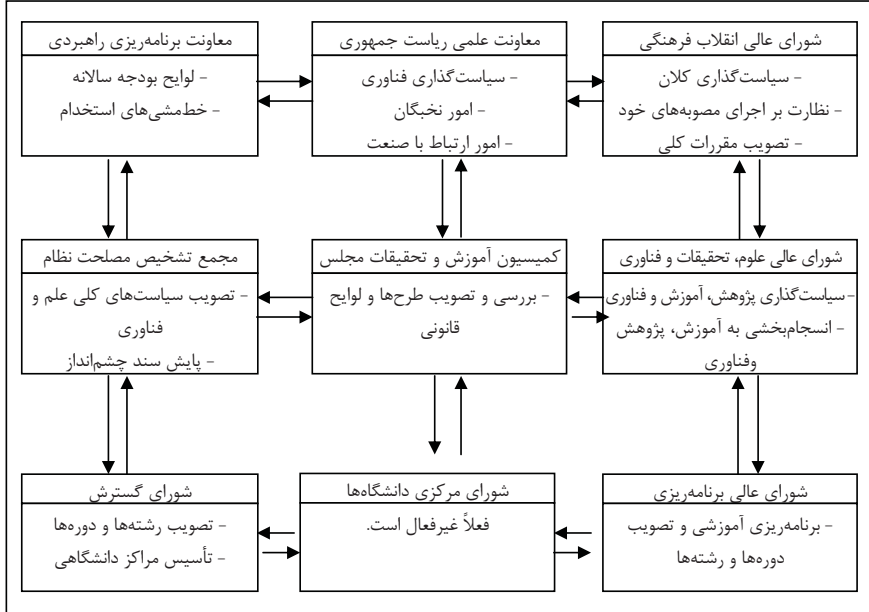 شورای عالی انقلاب فرهنگی
- سیاست‌گذاری کلان
- نظارت بر اجرای مصوبه‌های خود
- تصویب مقررات کلی
معاونت علمی ریاست جمهوری
- سیاست‌گذاری فناوری
- امور نخبگان
- امور ارتباط با صنعت
معاونت برنامه‌ریزی راهبردی
- لوایح بودجه سالانه
- خط‌مشی‌های استخدام
شورای عالی علوم، تحقیقات و فناوری
- سیاست‌گذاری پژوهش، آموزش و فناوری
- انسجام‌بخشی به آموزش، پژوهش
وفناوری
کمیسیون آموزش و تحقیقات مجلس
- بررسی و تصویب طرح‌ها و لوایح
قانونی
مجمع تشخیص مصلحت نظام
- تصویب سیاست‌های کلی علم و
فناوری
- پایش سند چشم‌انداز
شورای عالی برنامه‌ریزی
- برنامه‌ریزی آموزشی و تصویب
دوره‌ها و رشته‌ها
شورای مرکزی دانشگاه‌ها
فعلاً غیرفعال است.
شورای گسترش
- تصویب رشته‌ها و دوره‌ها
- تأسیس مراکز دانشگاهی